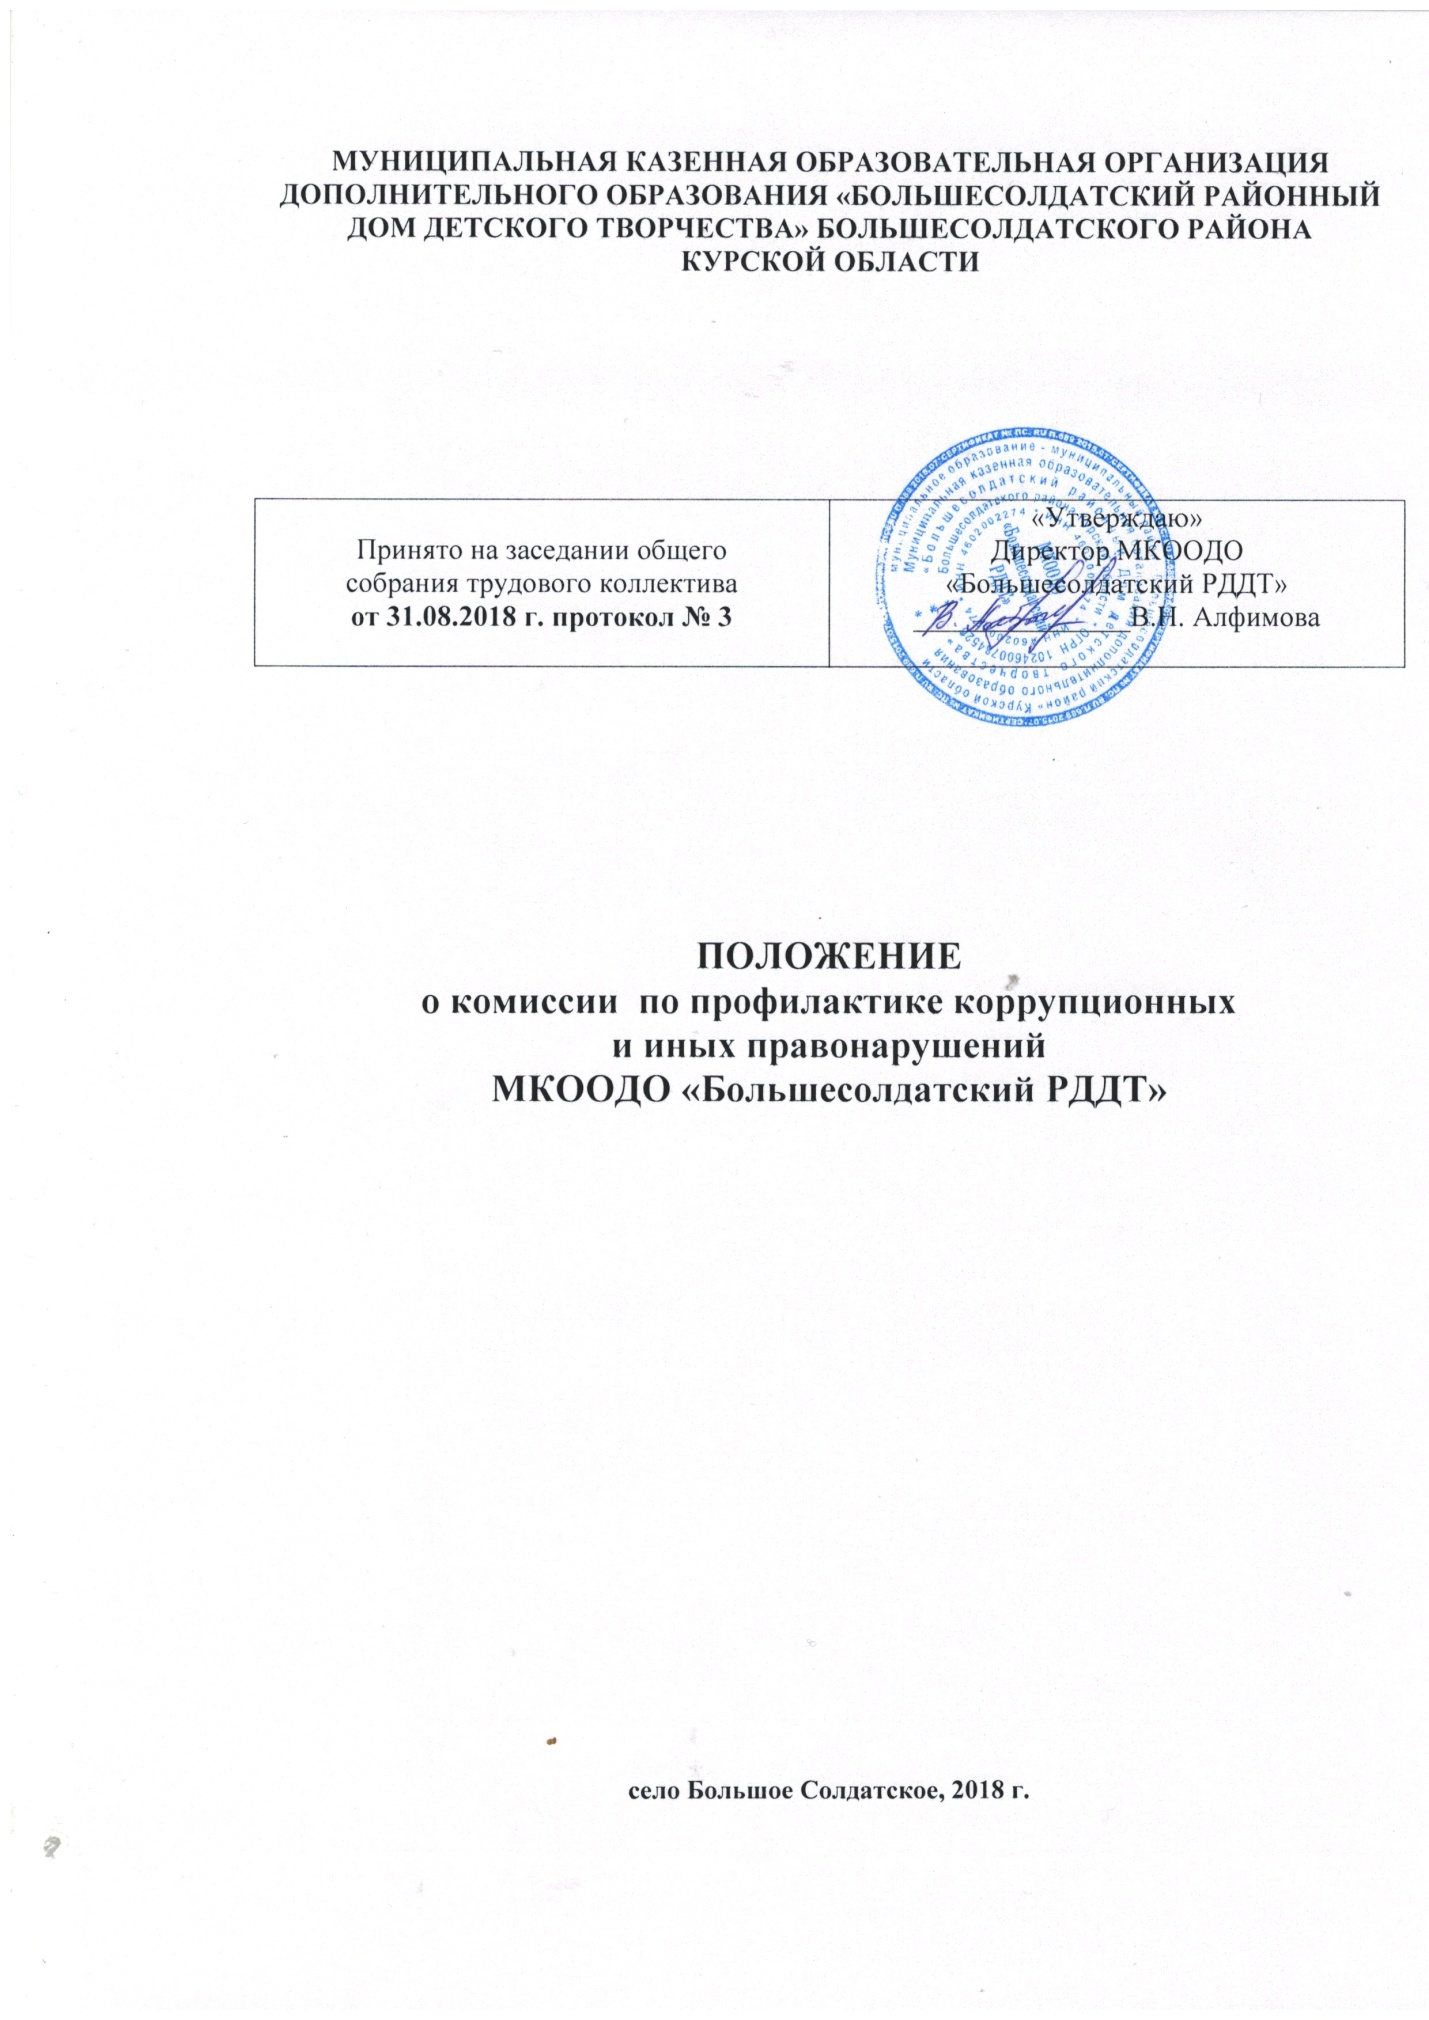 МУНИЦИПАЛЬНАЯ КАЗЕННАЯ ОБРАЗОВАТЕЛЬНАЯ ОРГАНИЗАЦИЯ
ДОПОЛНИТЕЛЬНОГО ОБРАЗОВАНИЯ «БОЛЬШЕСОЛДАТСКИЙ РАЙОННЫЙ
ДОМ ДЕТСКОГО ТВОРЧЕСТВА» БОЛЬШЕСОЛДАТСКОГО РАЙОНА
КУРСКОЙ ОБЛАСТИ
Принято на заседании общего
собрания трудового коллектива
от 31.08.2018 г. протокол № 3
«Утверждаю»
Директор МКООДО
«Большесолдатский РДДТ»
В.Н. Алфимова
ПОЛОЖЕНИЕ
о комиссии по профилактике коррупционных
и иных правонарушений
МКООДО «Большесолдатский РДДТ»
село Большое Солдатское, 2018 г.